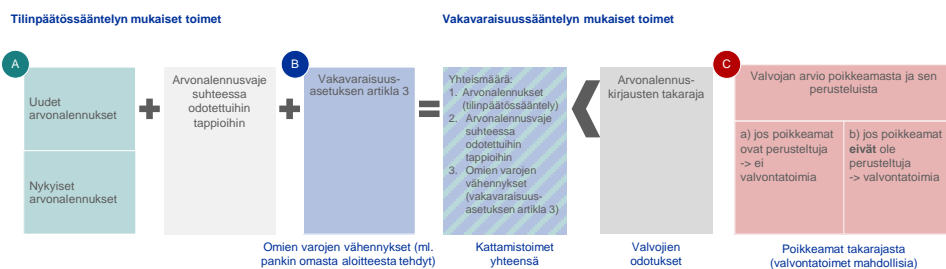 Tilinpäätössääntelyn mukaiset toimet
Vakavaraisuussääntelyn mukaiset toimet
A
Uudet
arvonalennukset
Nykyiset
arvonalennukset
Arvonalennusvaje
suhteessa
odotettuihin
tappioihin
B
Vakavaraisuus-
asetuksen artikla 3
Omien varojen vähennykset (ml.
pankin omasta aloitteesta tehdyt)
Yhteismäärä:
1. Arvonalennukset
(tilinpäätössääntely)
2. Arvonalennusvaje
suhteessa
odotettuihin
tappioihin
3. Omien varojen
vähennykset
(vakavaraisuus-
asetuksen artikla 3)
Kattamistoimet
yhteensä
Arvonalennus-
kirjausten takaraja
Valvojien
odotukset
C
Valvojan arvio poikkeamasta ja sen
perusteluista
a) jos poikkeamat
ovat perusteltuja
-> ei
valvontatoimia
b) jos poikkeamat
eivät ole
perusteltuja
-> valvontatoimia
Poikkeamat takarajasta
(valvontatoimet mahdollisia)